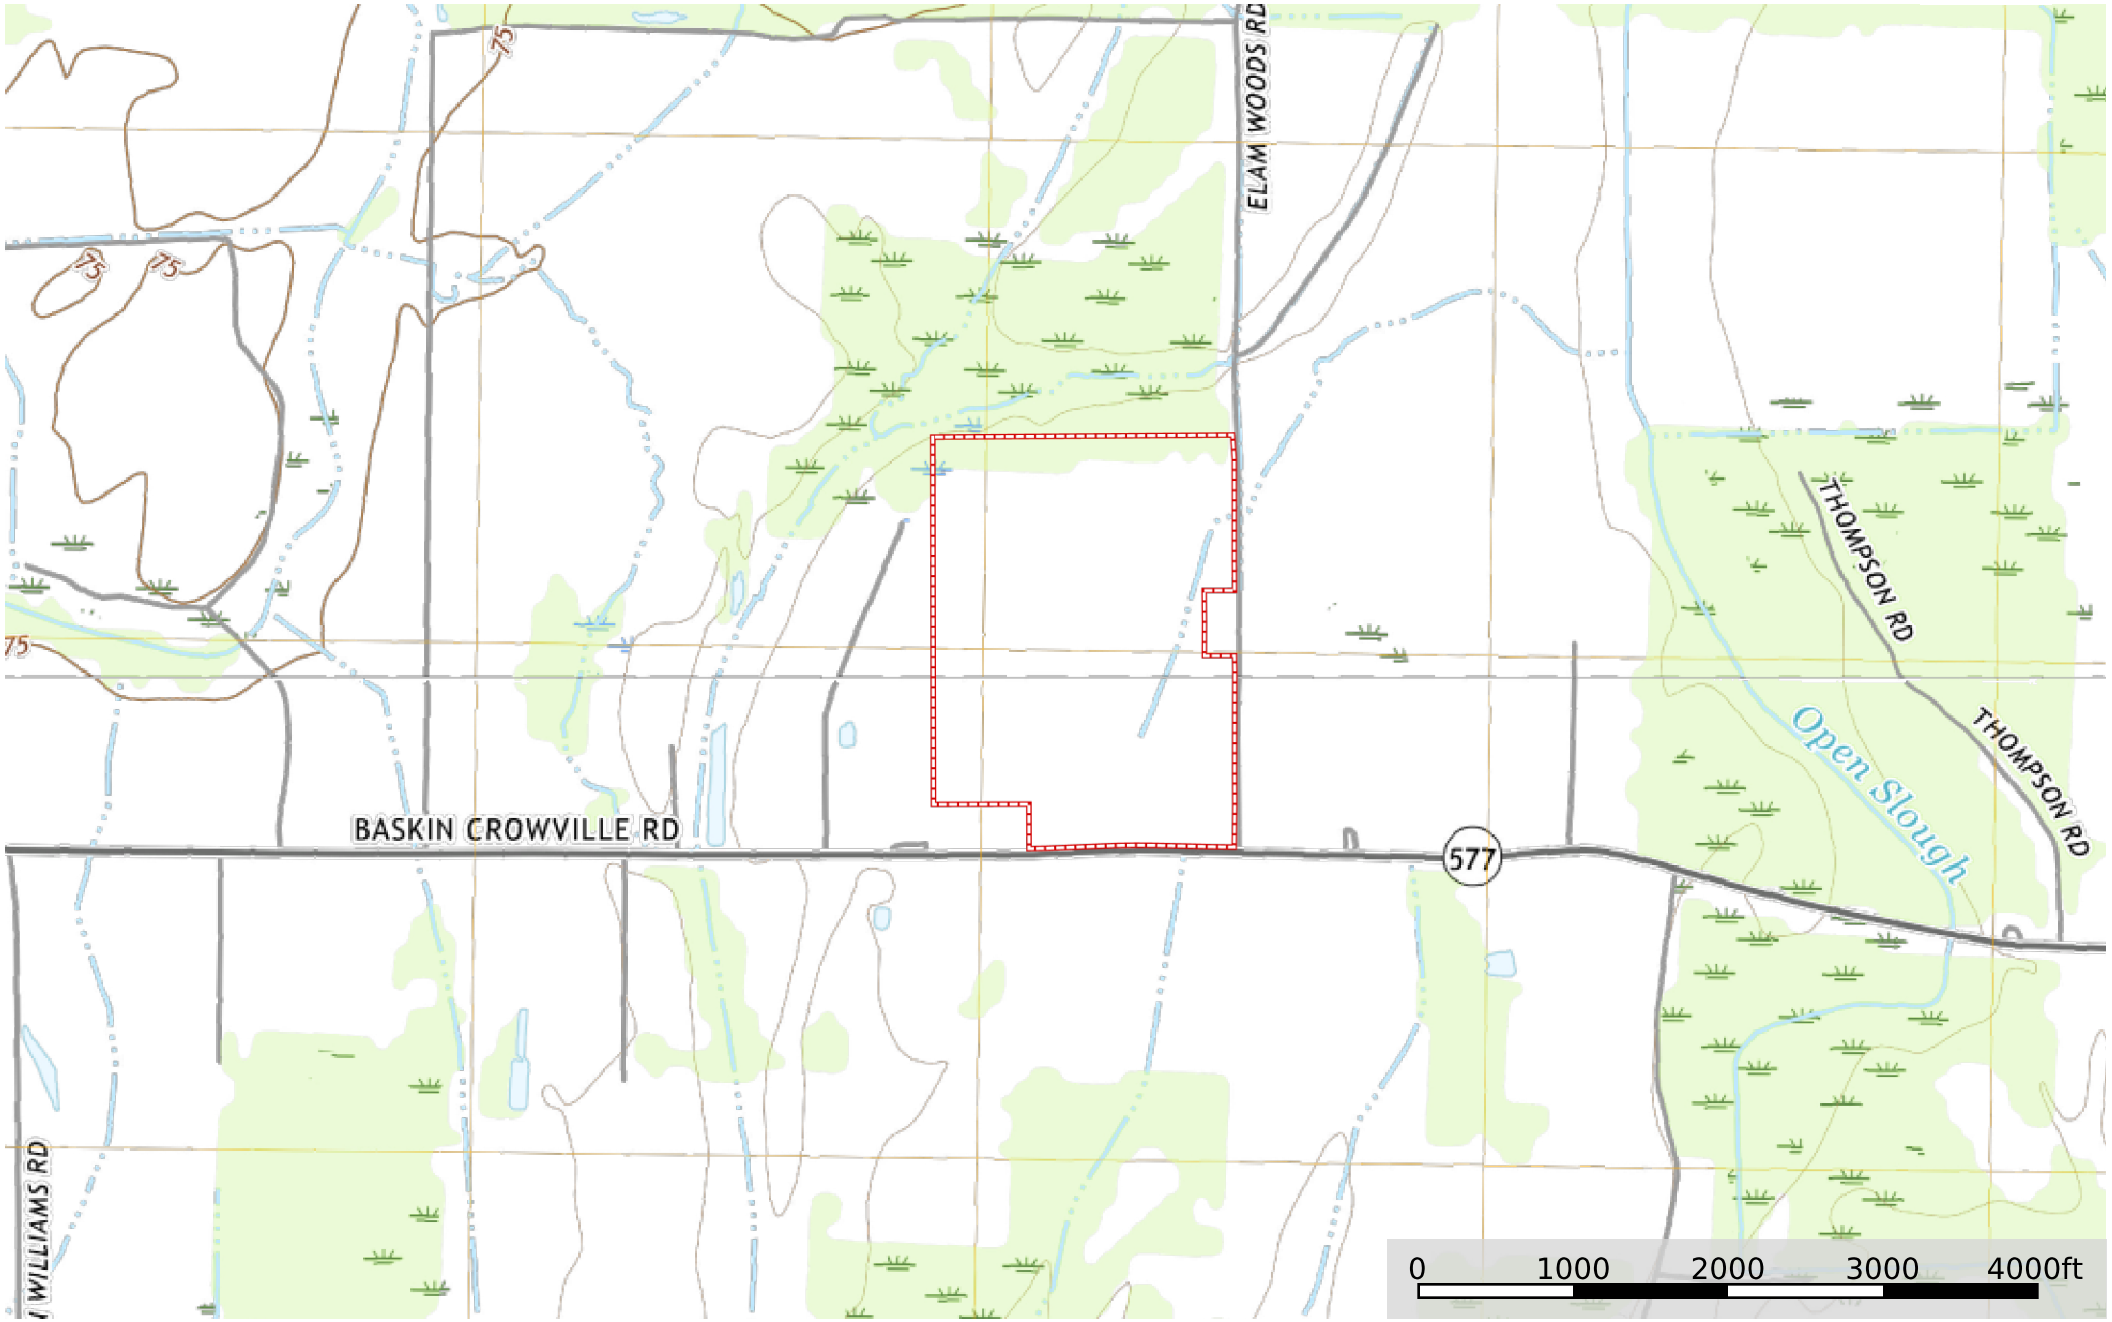 75
ELAM WOODS RD
75
75
75
THOMPSON RD
THOMPSON RD
Open Slough
BASKIN CROWVILLE RD
577
WILLIAMS RD
0 1000 2000 3000 4000ft